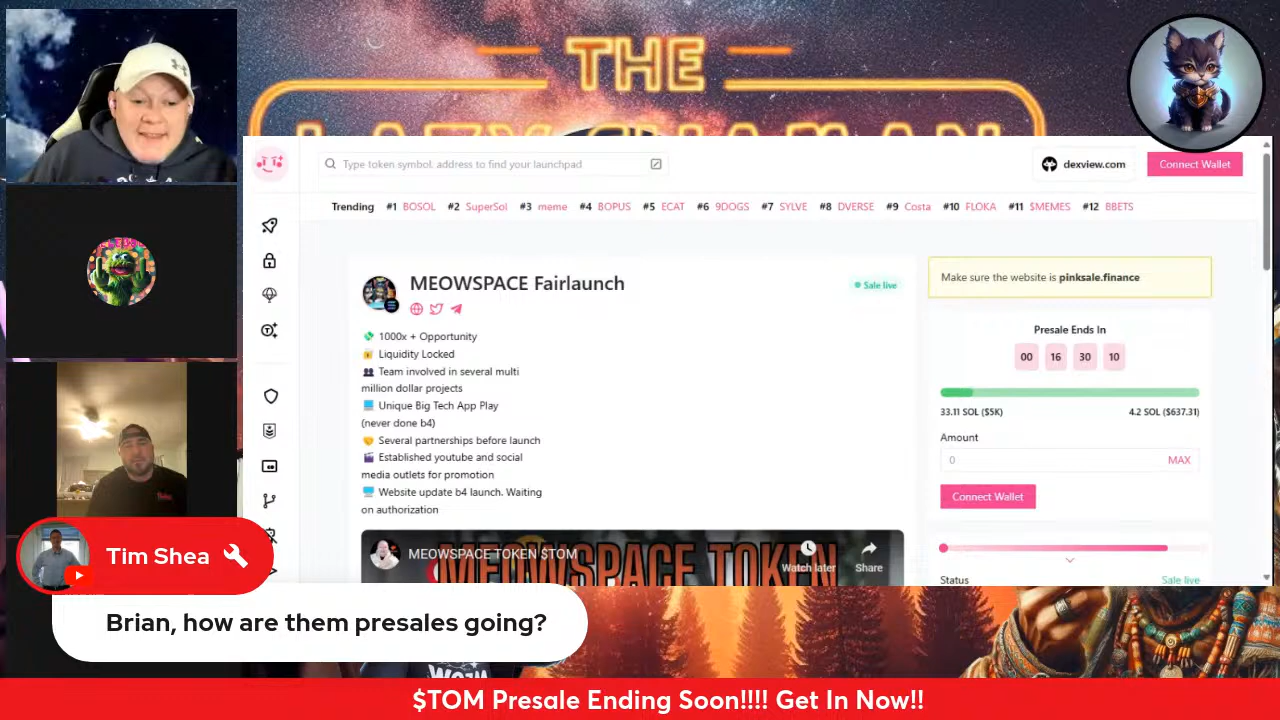 THE
LAZY SHAMAN
Type token symbol, address to find your launchpad
dexview.com
Connect Wallet
Trending #1 BOSOL #2 SuperSol #3 meme #4 BOPUS #5 ECAT #6 9DOGS #7 SYLVE #8 DVERSE #9 Costa #10 FLOKA #11 $MEMES #12 BBETS
MEOWSPACE Fairlaunch
Sale live
💸 1000x + Opportunity
🔐 Liquidity Locked
👥 Team involved in several multi
million dollar projects
💻 Unique Big Tech App Play
(never done b4)
🤝 Several partnerships before launch
🎬 Established youtube and social
media outlets for promotion
🖥️ Website update b4 launch. Waiting
on authorization
MEOWSPACE TOKEN $TOM
MEOWSPACE TOKEN
Watch later
Share
Make sure the website is pinksale.finance
Presale Ends In
00 16 30 10
33.11 SOL ($5K)
4.2 SOL ($637.31)
Amount
0
MAX
Connect Wallet
Status
Sale live
Tim Shea
Brian, how are them presales going?
$TOM Presale Ending Soon!!!! Get In Now!!